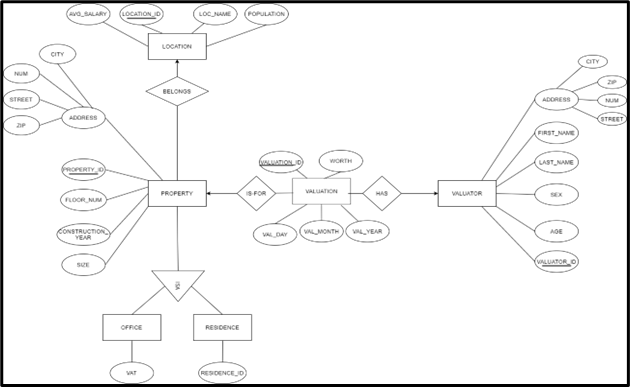 AVG_SALARY
LOCATION_ID
LOC_NAME
POPULATION
LOCATION
CITY
NUM
STREET
ZIP
ADDRESS
BELONGS
CITY
ZIP
NUM
STREET
ADDRESS
PROPERTY_ID
FLOOR_NUM
CONSTRUCTION_
YEAR
SIZE
PROPERTY
IS-FOR
VALUATION_ID
WORTH
VALUATION
VAL_DAY
VAL_MONTH
VAL_YEAR
HAS
VALUATOR
FIRST_NAME
LAST_NAME
SEX
AGE
VALUATOR_ID
ISA
OFFICE
RESIDENCE
VAT
RESIDENCE_ID